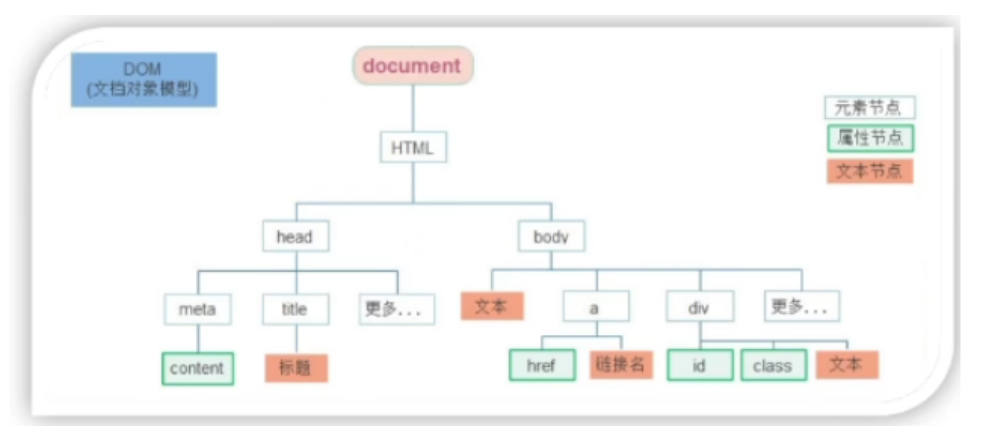 DOM
(文档对象模型)
document
元素节点
属性节点
文本节点
HTML
head
body
meta
title
更多...
文本
a
div
更多...
content
标题
href
链接名
id
class
文本